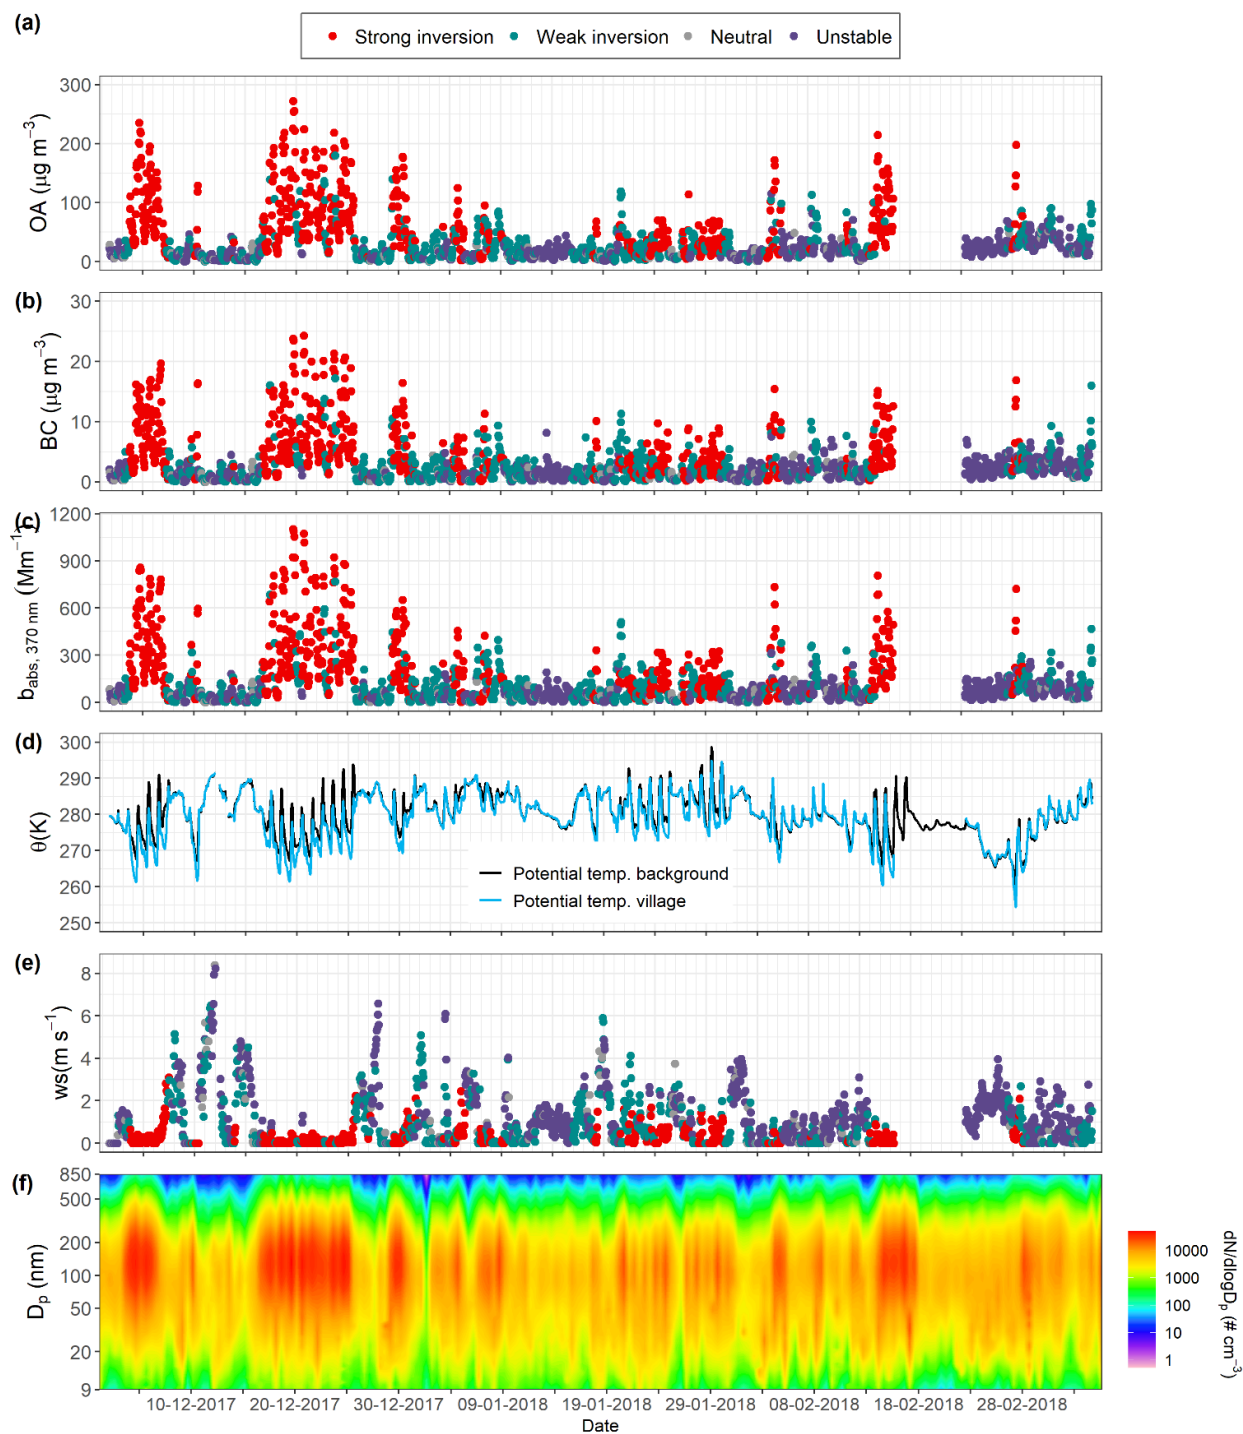 (a)
Strong inversion Weak inversion Neutral Unstable
300
200
100
0
OA (µg m−3)
(b)
30
20
10
0
BC (µg m−3)
(c)
1200
900
600
300
0
babs, 370 nm (Mm−1)
(d)
300
290
280
270
260
250
θ(K)
Potential temp. background
Potential temp. village
(e)
8
6
4
2
0
ws(m s−1)
(f)
850
500
200
100
50
20
9
Dp (nm)
10-12-2017 20-12-2017 30-12-2017 09-01-2018 19-01-2018 29-01-2018 08-02-2018 18-02-2018 28-02-2018
Date
10000
1000
100
10
1
dN/dlogDp (# cm−3)